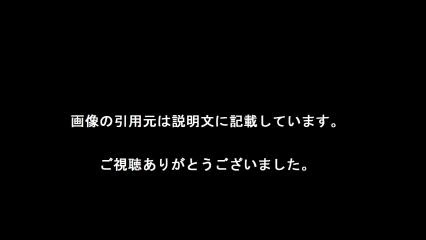 画像の引用元は説明文に記載しています。
ご視聴ありがとうございました。